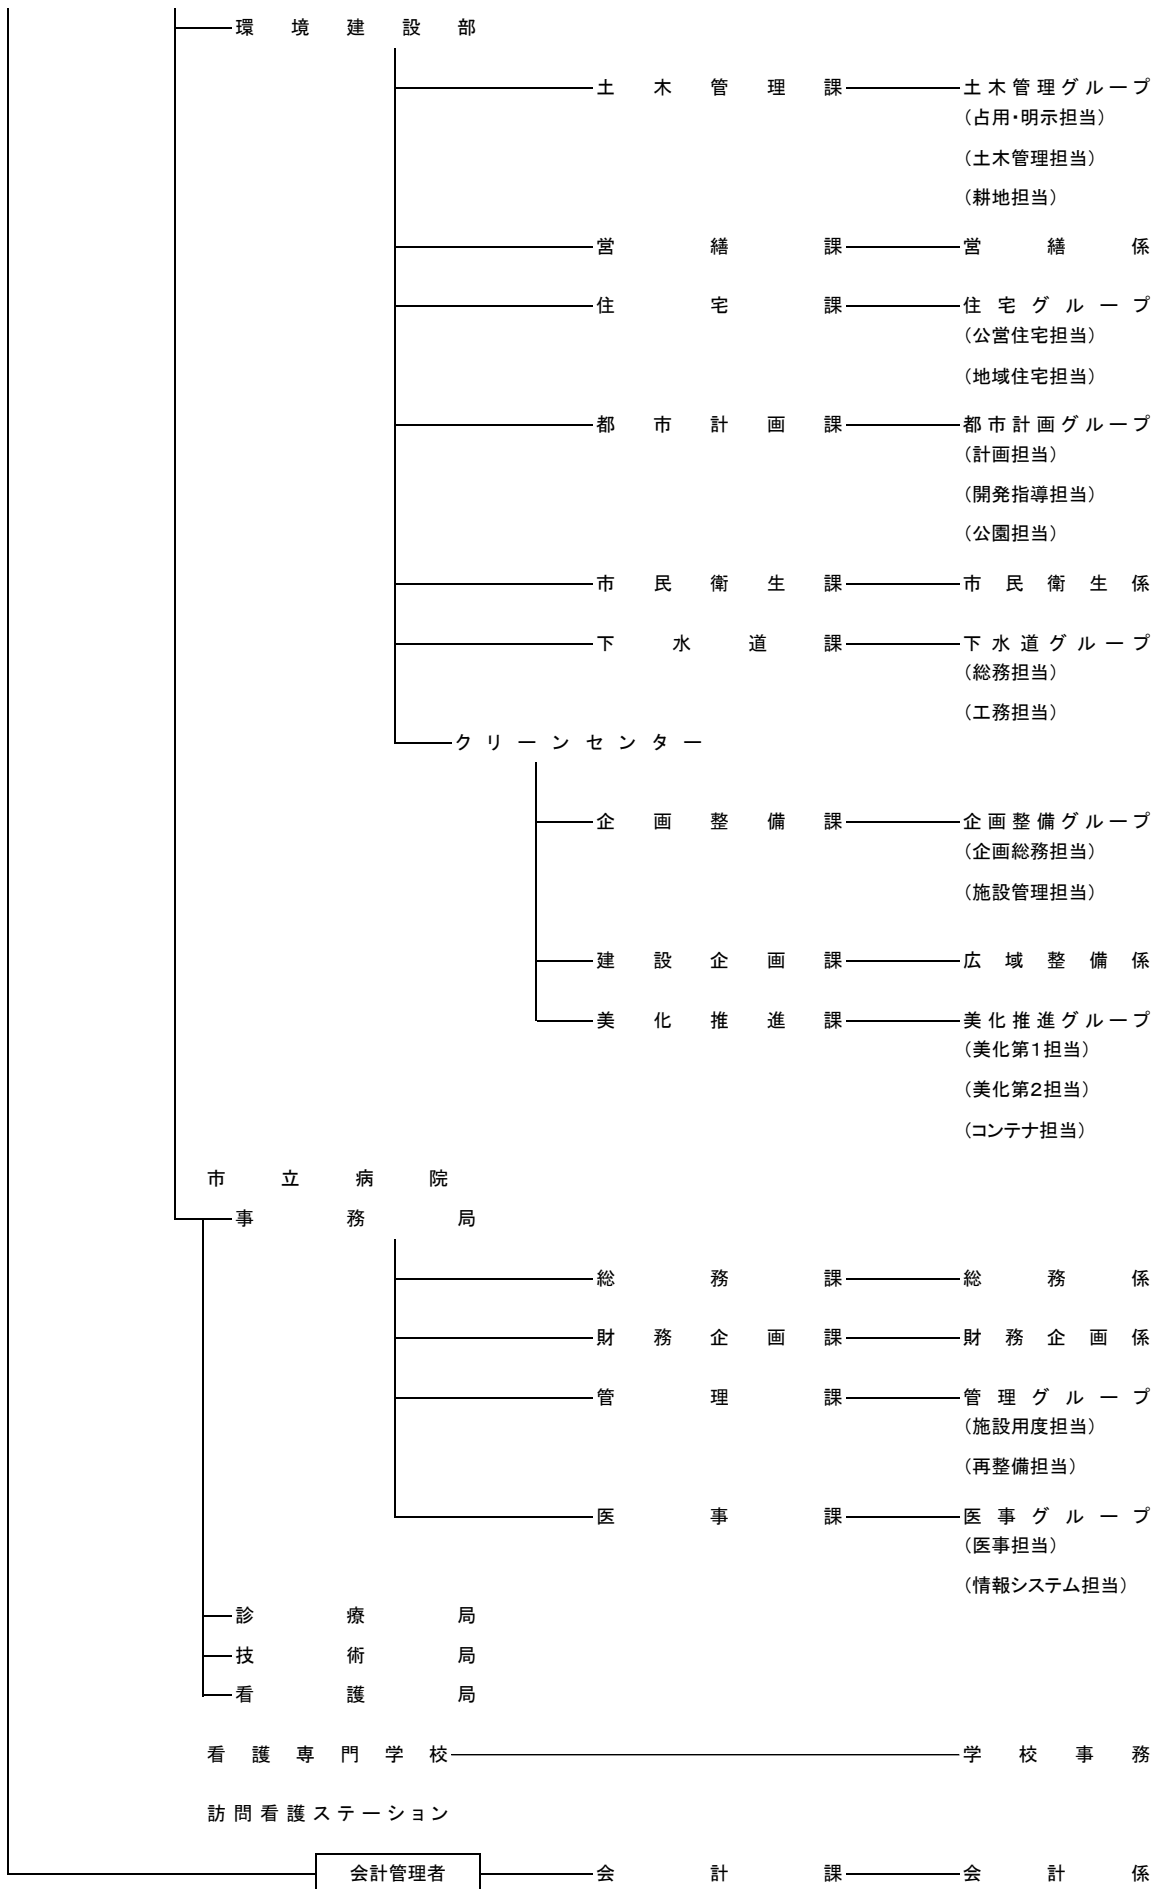 環境建設部
土木管理課 土木管理グループ
（占用・明示担当）
（土木管理担当）
（耕地担当）
営繕課 営繕係
住宅課 住宅グループ
（公営住宅担当）
（地域住宅担当）
都市計画課 都市計画グループ
（計画担当）
（開発指導担当）
（公園担当）
市民衛生課 市民衛生係
下水道課 下水道グループ
（総務担当）
（工務担当）
クリーンセンター
企画整備課 企画整備グループ
（企画総務担当）
（施設管理担当）
建設企画課 広域整備係
美化推進課 美化推進グループ
（美化第1担当）
（美化第2担当）
（コンテナ担当）
市立病院
事務局
総務課 総務係
財務企画課 財務企画係
管理課 管理グループ
（施設用度担当）
（再整備担当）
医事課 医事グループ
（医事担当）
（情報システム担当）
診療局
技術局
看護局
看護専門学校 学校事務
訪問看護ステーション
会計管理者 会計課 会計係